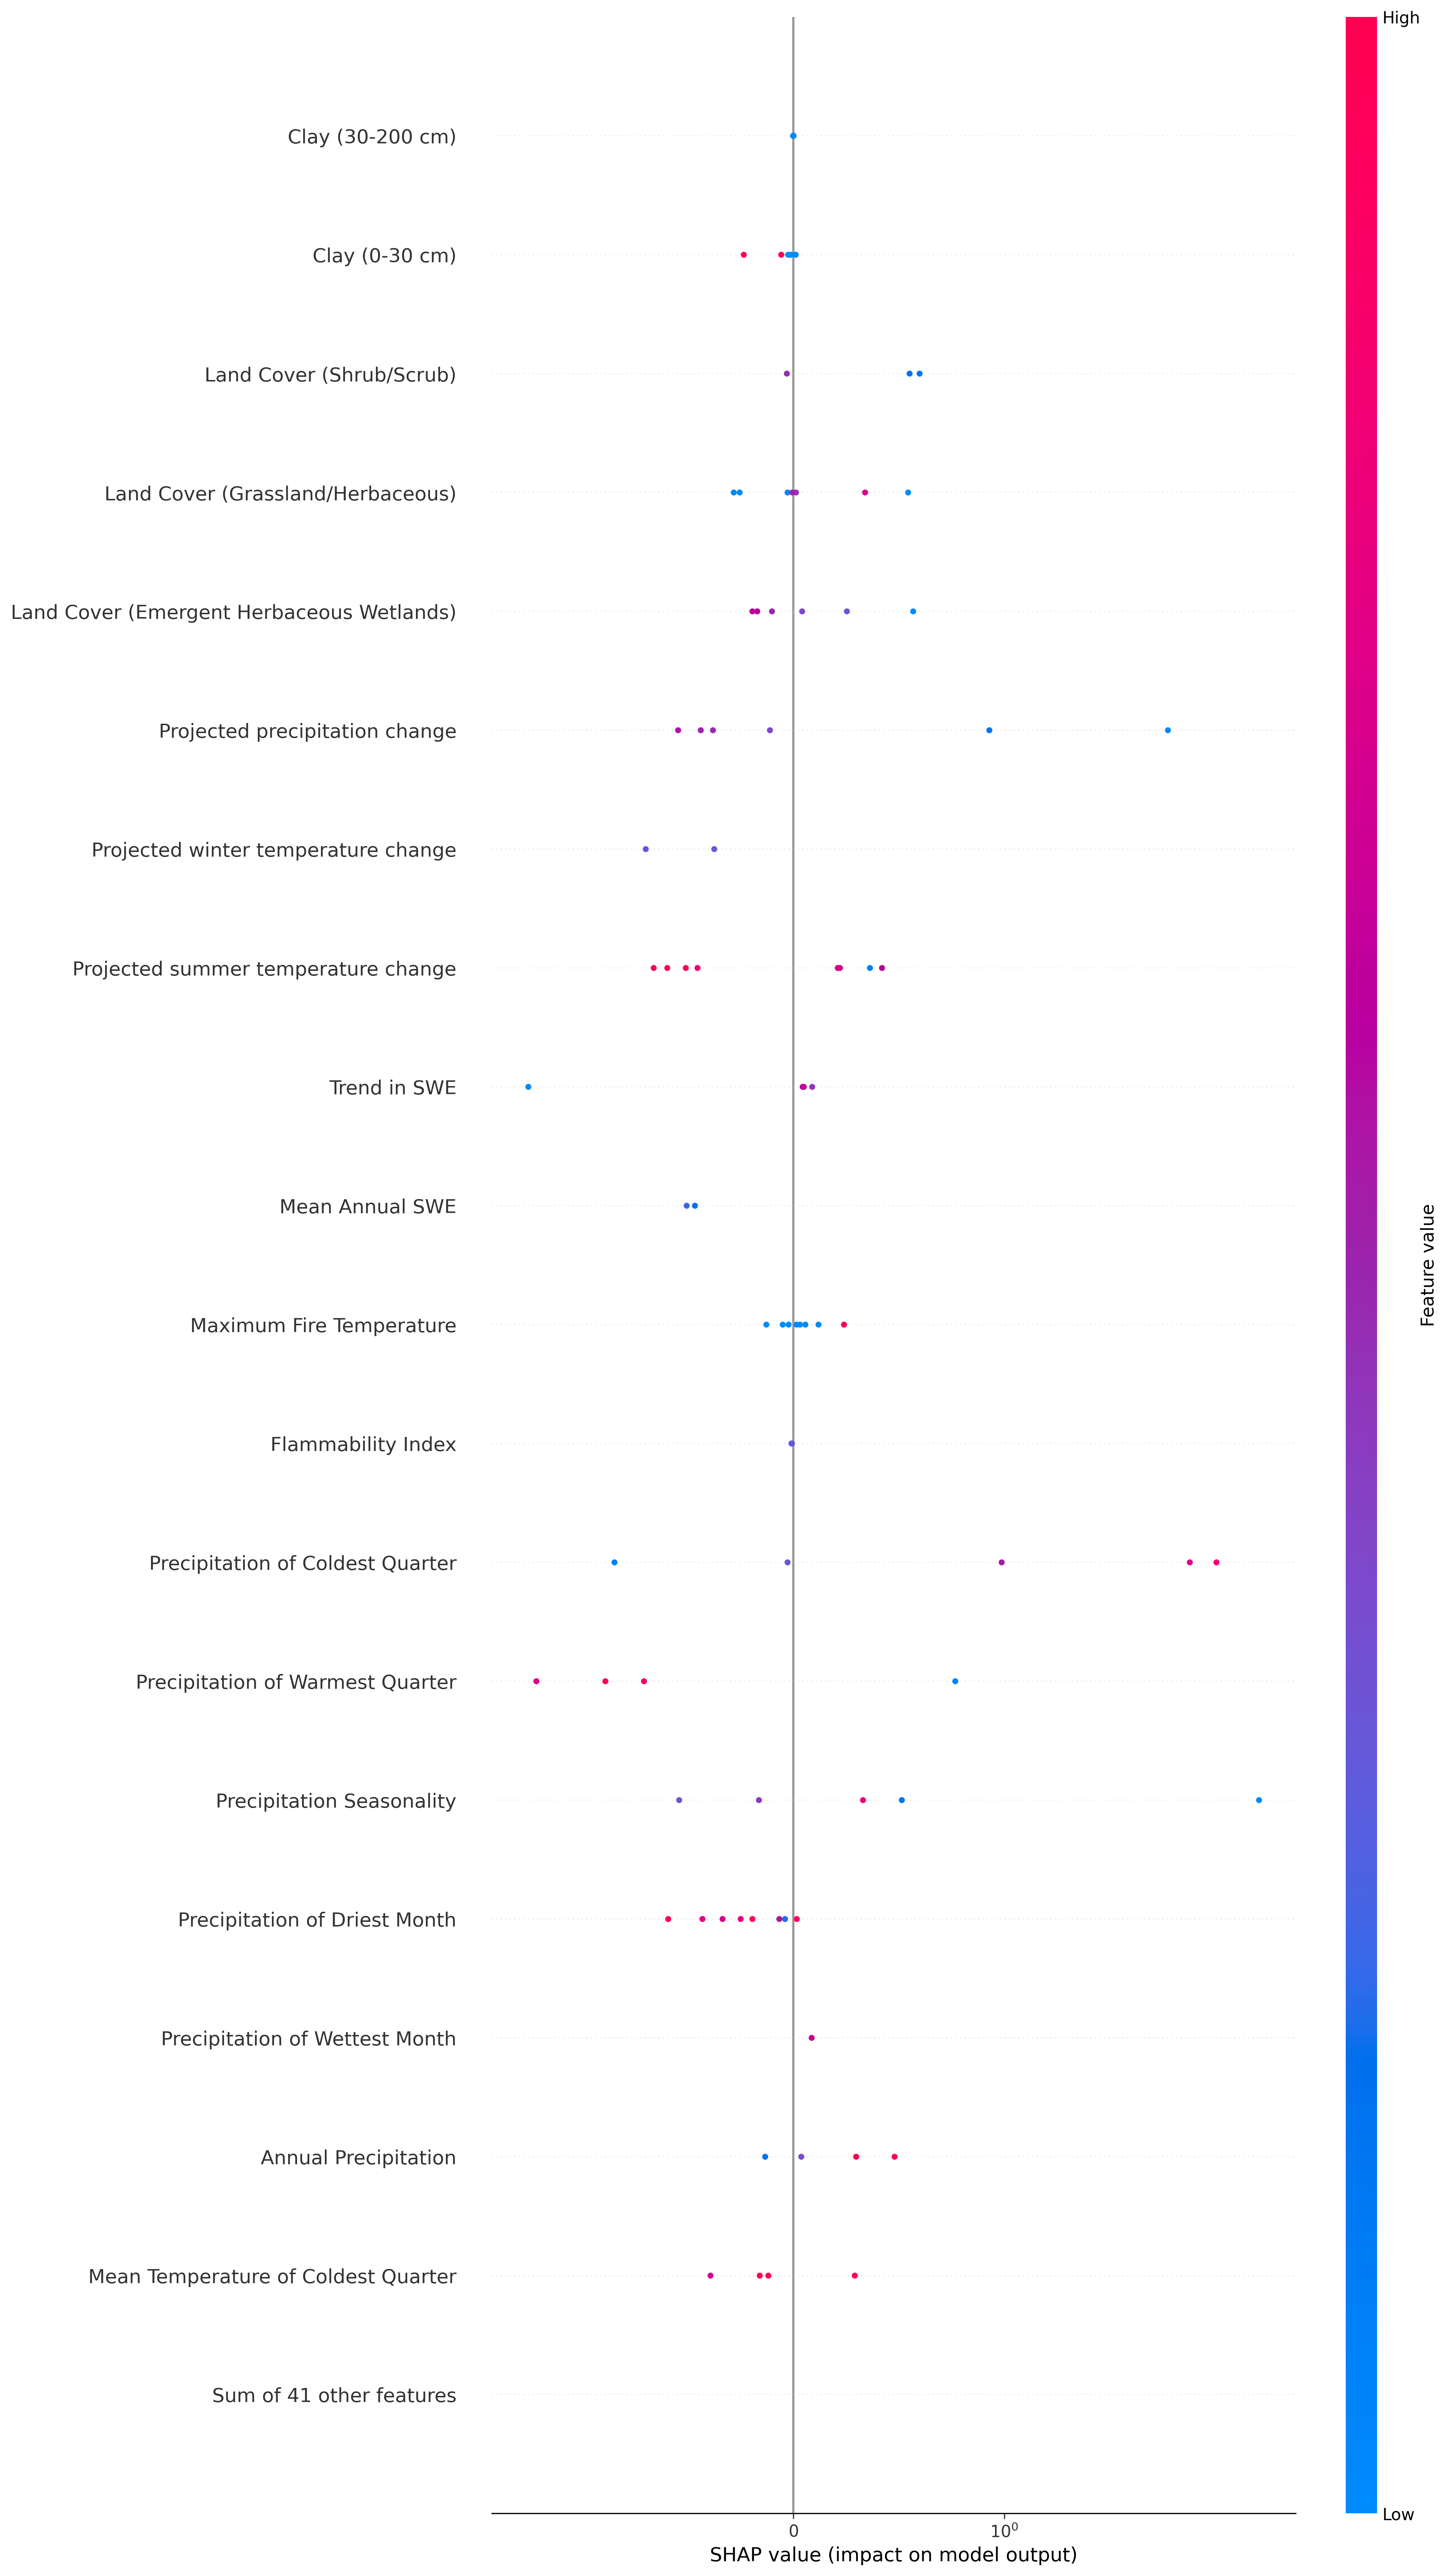 High
Clay (30-200 cm)
Clay (0-30 cm)
Land Cover (Shrub/Scrub)
Land Cover (Grassland/Herbaceous)
Land Cover (Emergent Herbaceous Wetlands)
Projected precipitation change
Projected winter temperature change
Projected summer temperature change
Trend in SWE
Mean Annual SWE
Feature value
Maximum Fire Temperature
Flammability Index
Precipitation of Coldest Quarter
Precipitation of Warmest Quarter
Precipitation Seasonality
Precipitation of Driest Month
Precipitation of Wettest Month
Annual Precipitation
Mean Temperature of Coldest Quarter
Sum of 41 other features
Low
0 10⁰
SHAP value (impact on model output)